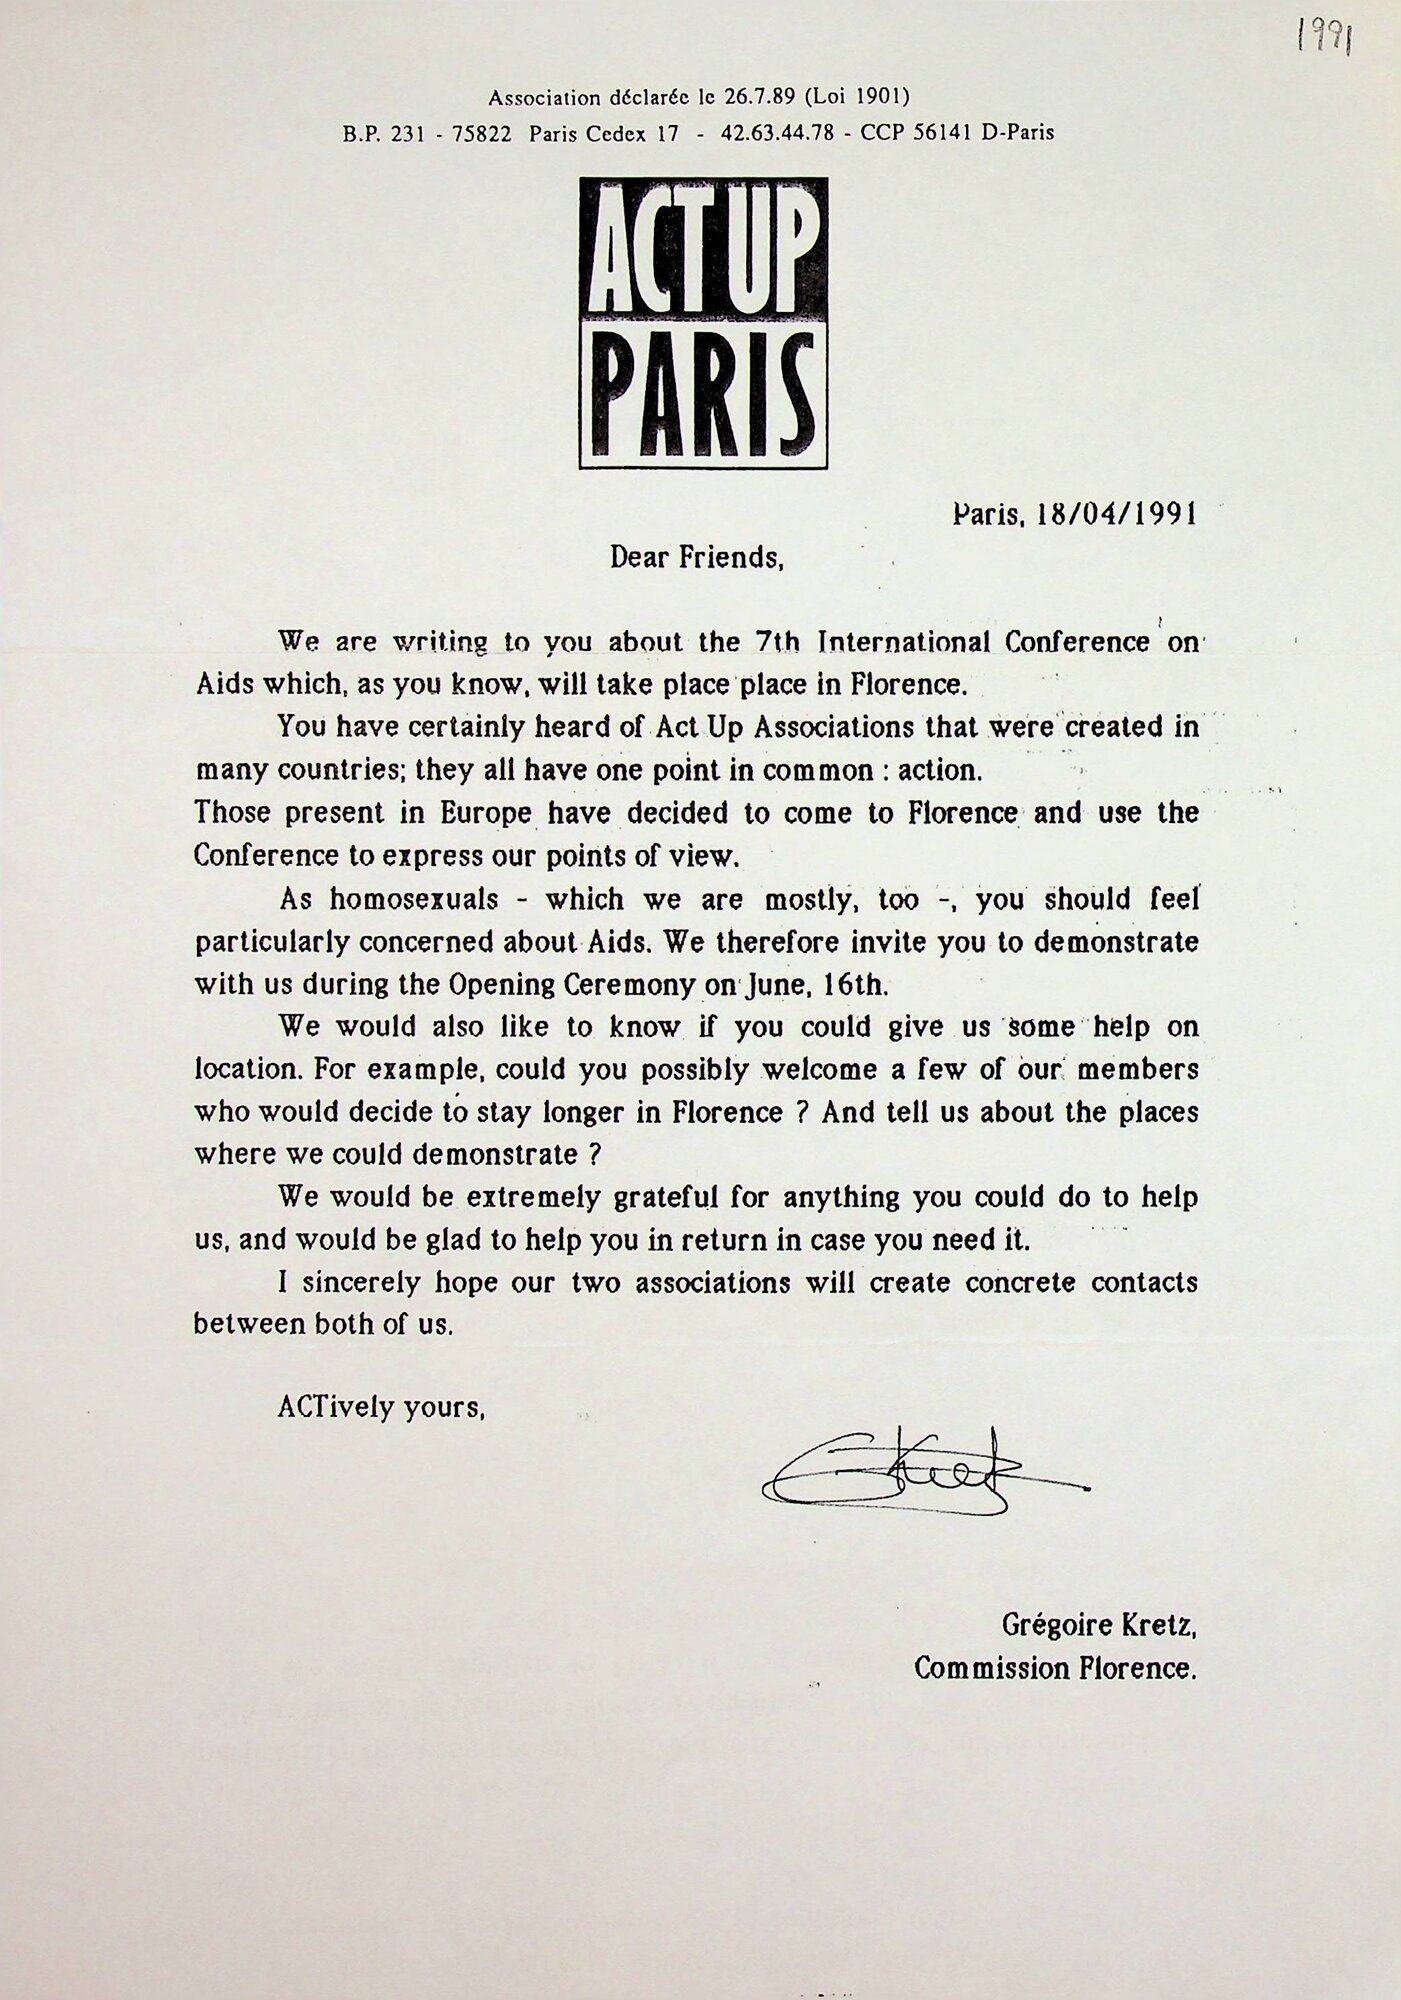 1991
Association déclarée le 26.7.89 (Loi 1901)
B.P. 231 - 75822 Paris Cedex 17 - 42.63.44.78 - CCP 56141 D-Paris
ACT UP
PARIS
Paris, 18/04/1991
Dear Friends,
We are writing to you about the 7th International Conference on
Aids which, as you know, will take place place in Florence.
You have certainly heard of Act Up Associations that were created in
many countries; they all have one point in common : action.
Those present in Europe have decided to come to Florence and use the
Conference to express our points of view.
As homosexuals - which we are mostly, too -, you should feel
particularly concerned about Aids. We therefore invite you to demonstrate
with us during the Opening Ceremony on June, 16th.
We would also like to know if you could give us some help on
location. For example, could you possibly welcome a few of our members
who would decide to stay longer in Florence ? And tell us about the places
where we could demonstrate ?
We would be extremely grateful for anything you could do to help
us, and would be glad to help you in return in case you need it.
I sincerely hope our two associations will create concrete contacts
between both of us.
ACTively yours,
GKretz
Grégoire Kretz,
Commission Florence.